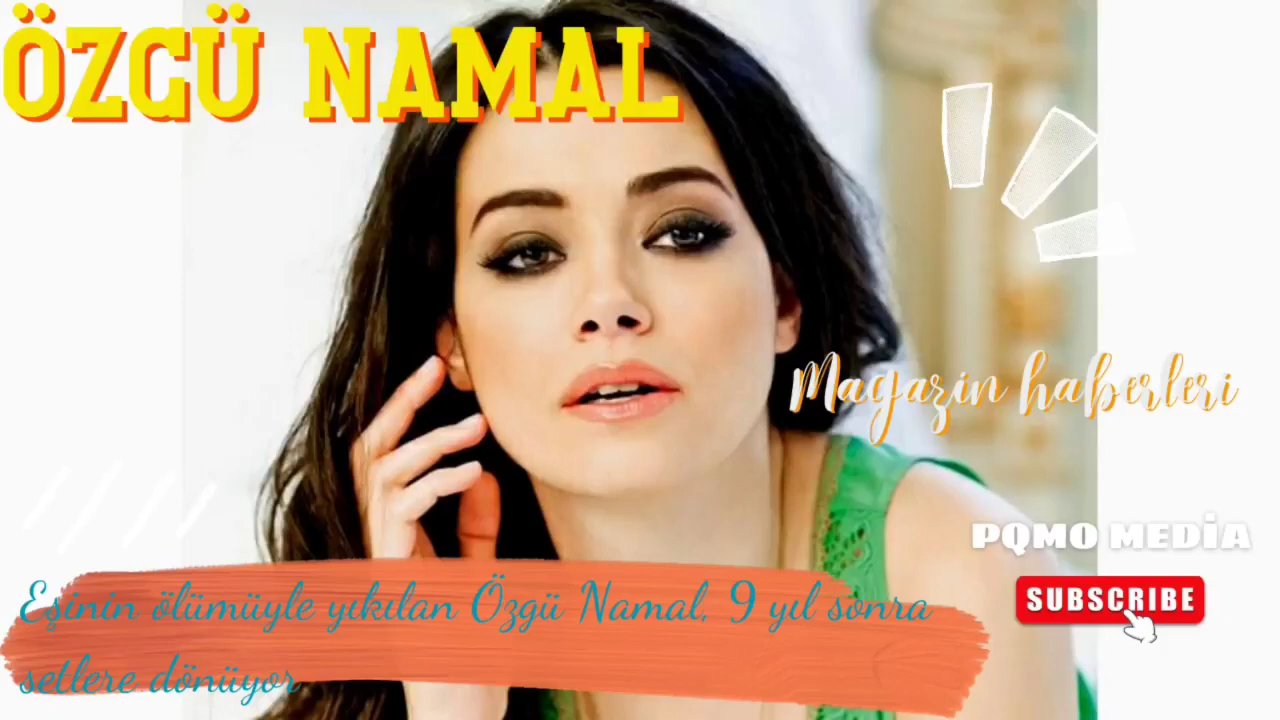 ÖZGÜ NAMAL
Magazin haberleri
PQMO MEDİA
SUBSCRIBE
Eşinin ölümüyle yıkılan Özgü Namal, 9 yıl sonra
setlere dönüyor